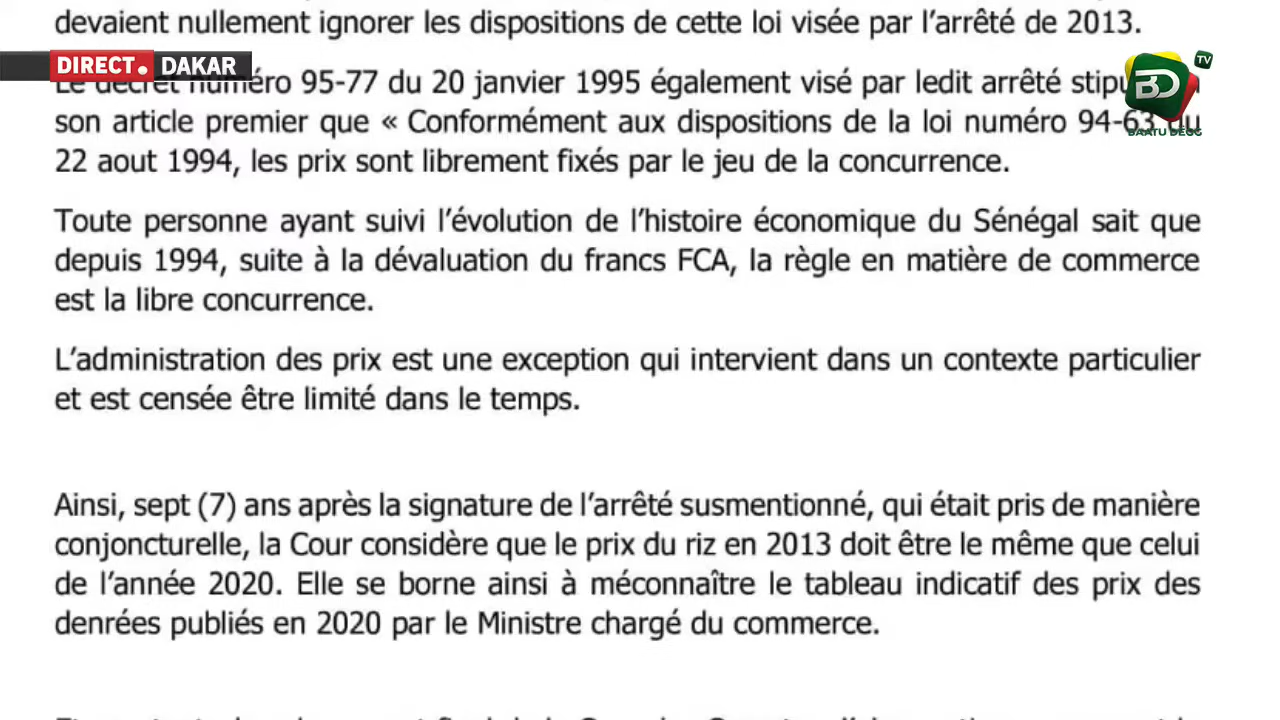 devaient nullement ignorer les dispositions de cette loi visée par l'arrêté de 2013.
DIRECT. DAKAR
TV
BD
BAATU DËGG
Le décret numéro 95-77 du 20 janvier 1995 également visé par ledit arrêté
son article premier que « Conformément aux dispositions de la loi numéro 94-63 du
22 aout 1994, les prix sont librement fixés par le jeu de la concurrence.
Toute personne ayant suivi l'évolution de l'histoire économique du Sénégal sait que
depuis 1994, suite à la dévaluation du francs FCA, la règle en matière de commerce
est la libre concurrence.
L'administration des prix est une exception qui intervient dans un contexte particulier
et est censée être limité dans le temps.
Ainsi, sept (7) ans après la signature de l'arrêté susmentionné, qui était pris de manière
conjoncturelle, la Cour considère que le prix du riz en 2013 doit être le même que celui
de l'année 2020. Elle se borne ainsi à méconnaître le tableau indicatif des prix des
denrées publiés en 2020 par le Ministre chargé du commerce.